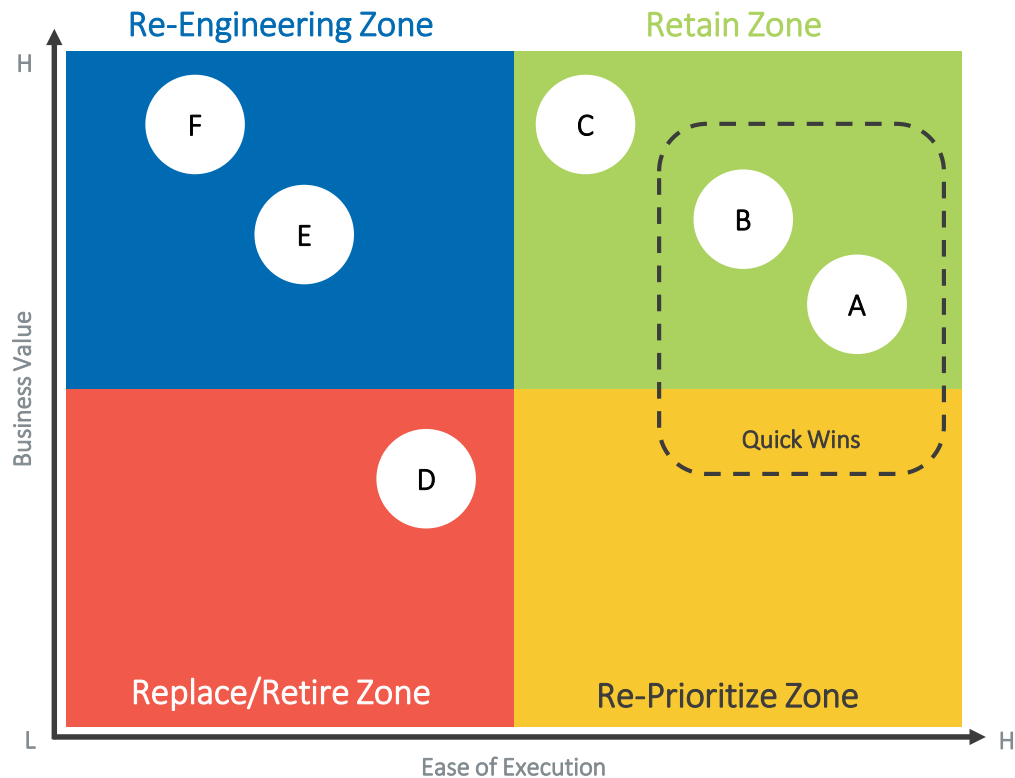 Re-Engineering Zone
Retain Zone
H
F
C
B
E
A
Business Value
Quick Wins
D
Replace/Retire Zone
Re-Prioritize Zone
L
H
Ease of Execution